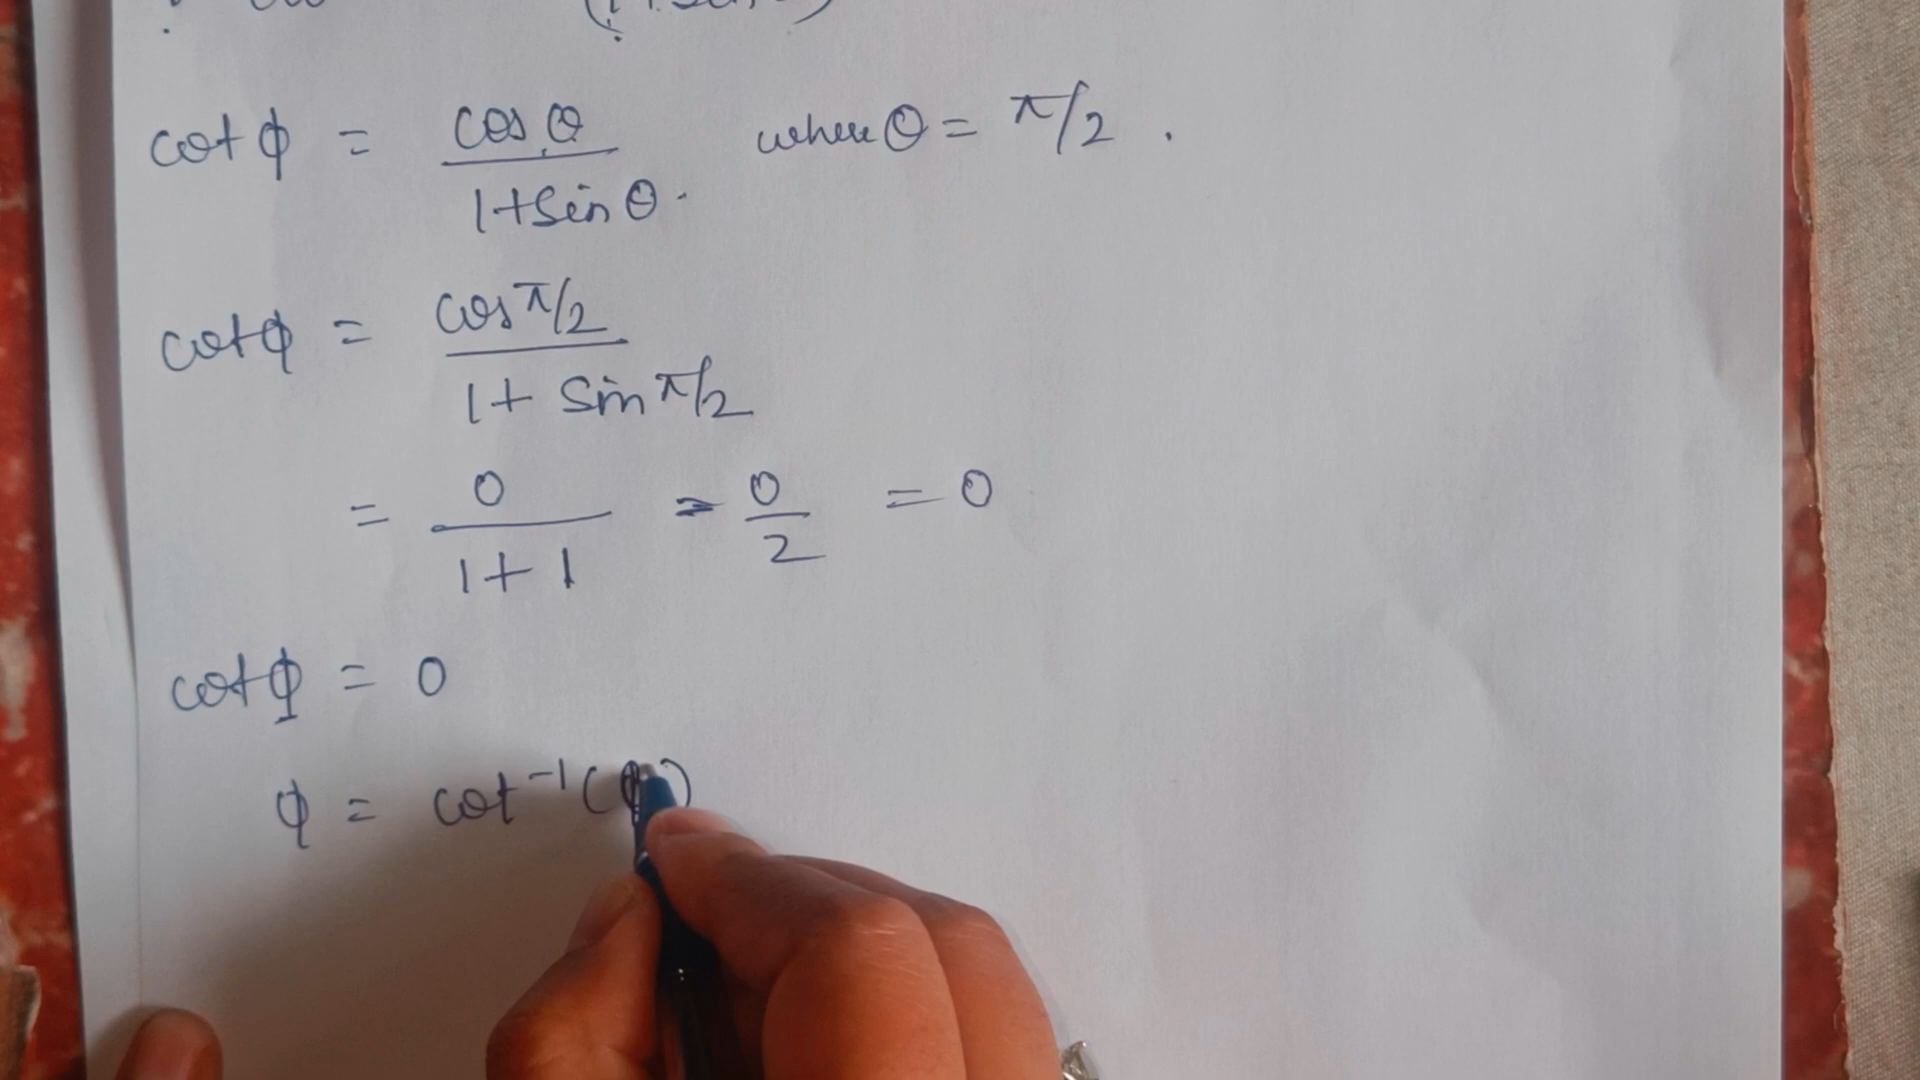 cot φ = cos θ / 1 + sin θ. where θ = π/2.
cot φ = cos π/2 / 1 + sin π/2
= 0 / 1 + 1 = 0 / 2 = 0
cot φ = 0
φ = cot⁻¹ ( )